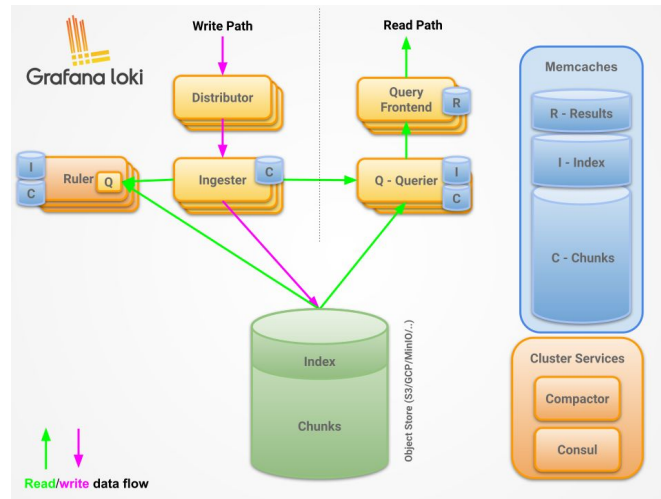 Write Path
Read Path
Grafana loki
Distributor
Query
Frontend
R
Memcaches
R - Results
I - Index
C - Chunks
I
C
Ruler
Q
Ingester
C
Q - Querier
I
C
Index
Chunks
Object Store (S3/GCP/MinIO/..)
Cluster Services
Compactor
Consul
Read/write data flow